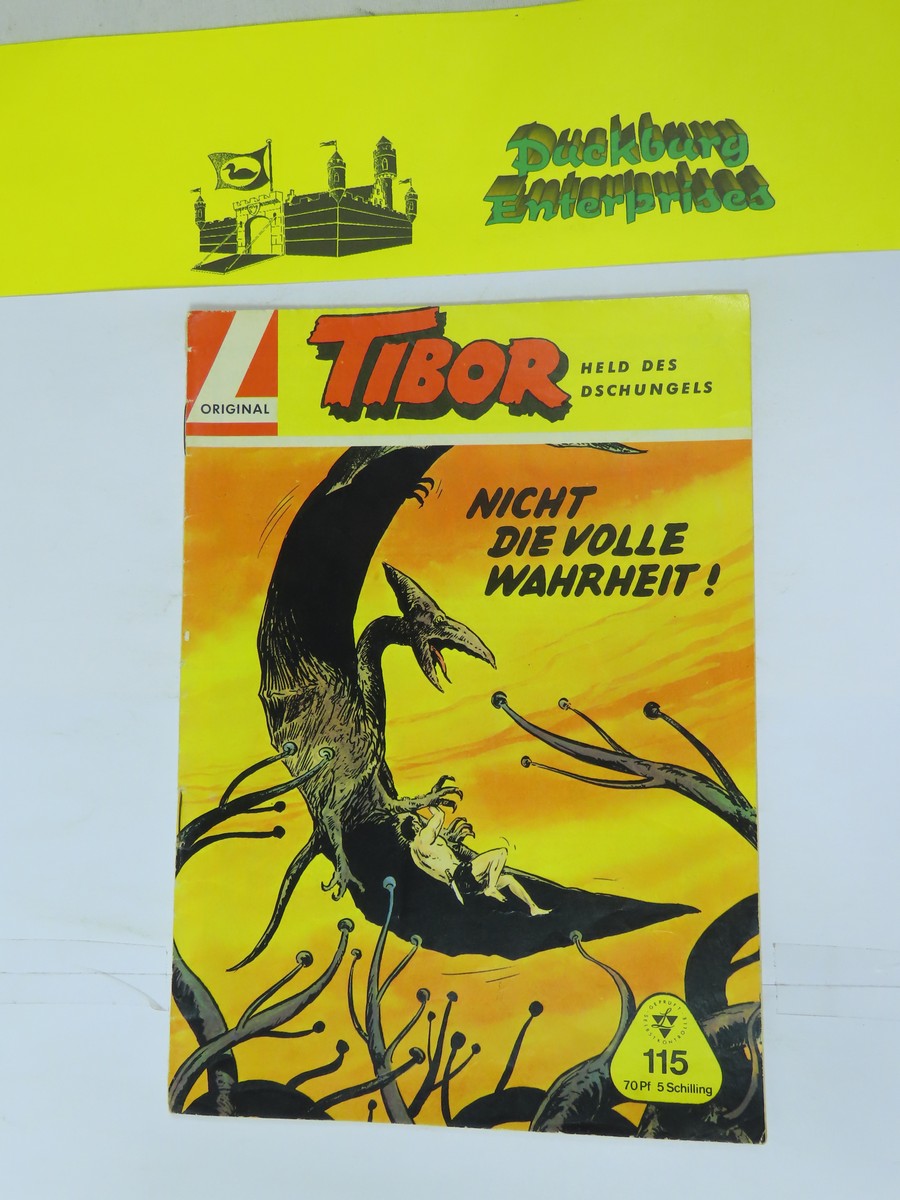 Duckburg
Enterprises
ORIGINAL
TIBOR
HELD DES
DSCHUNGELS
NICHT
DIE VOLLE
WAHRHEIT!
115
70 Pf 5 Schilling